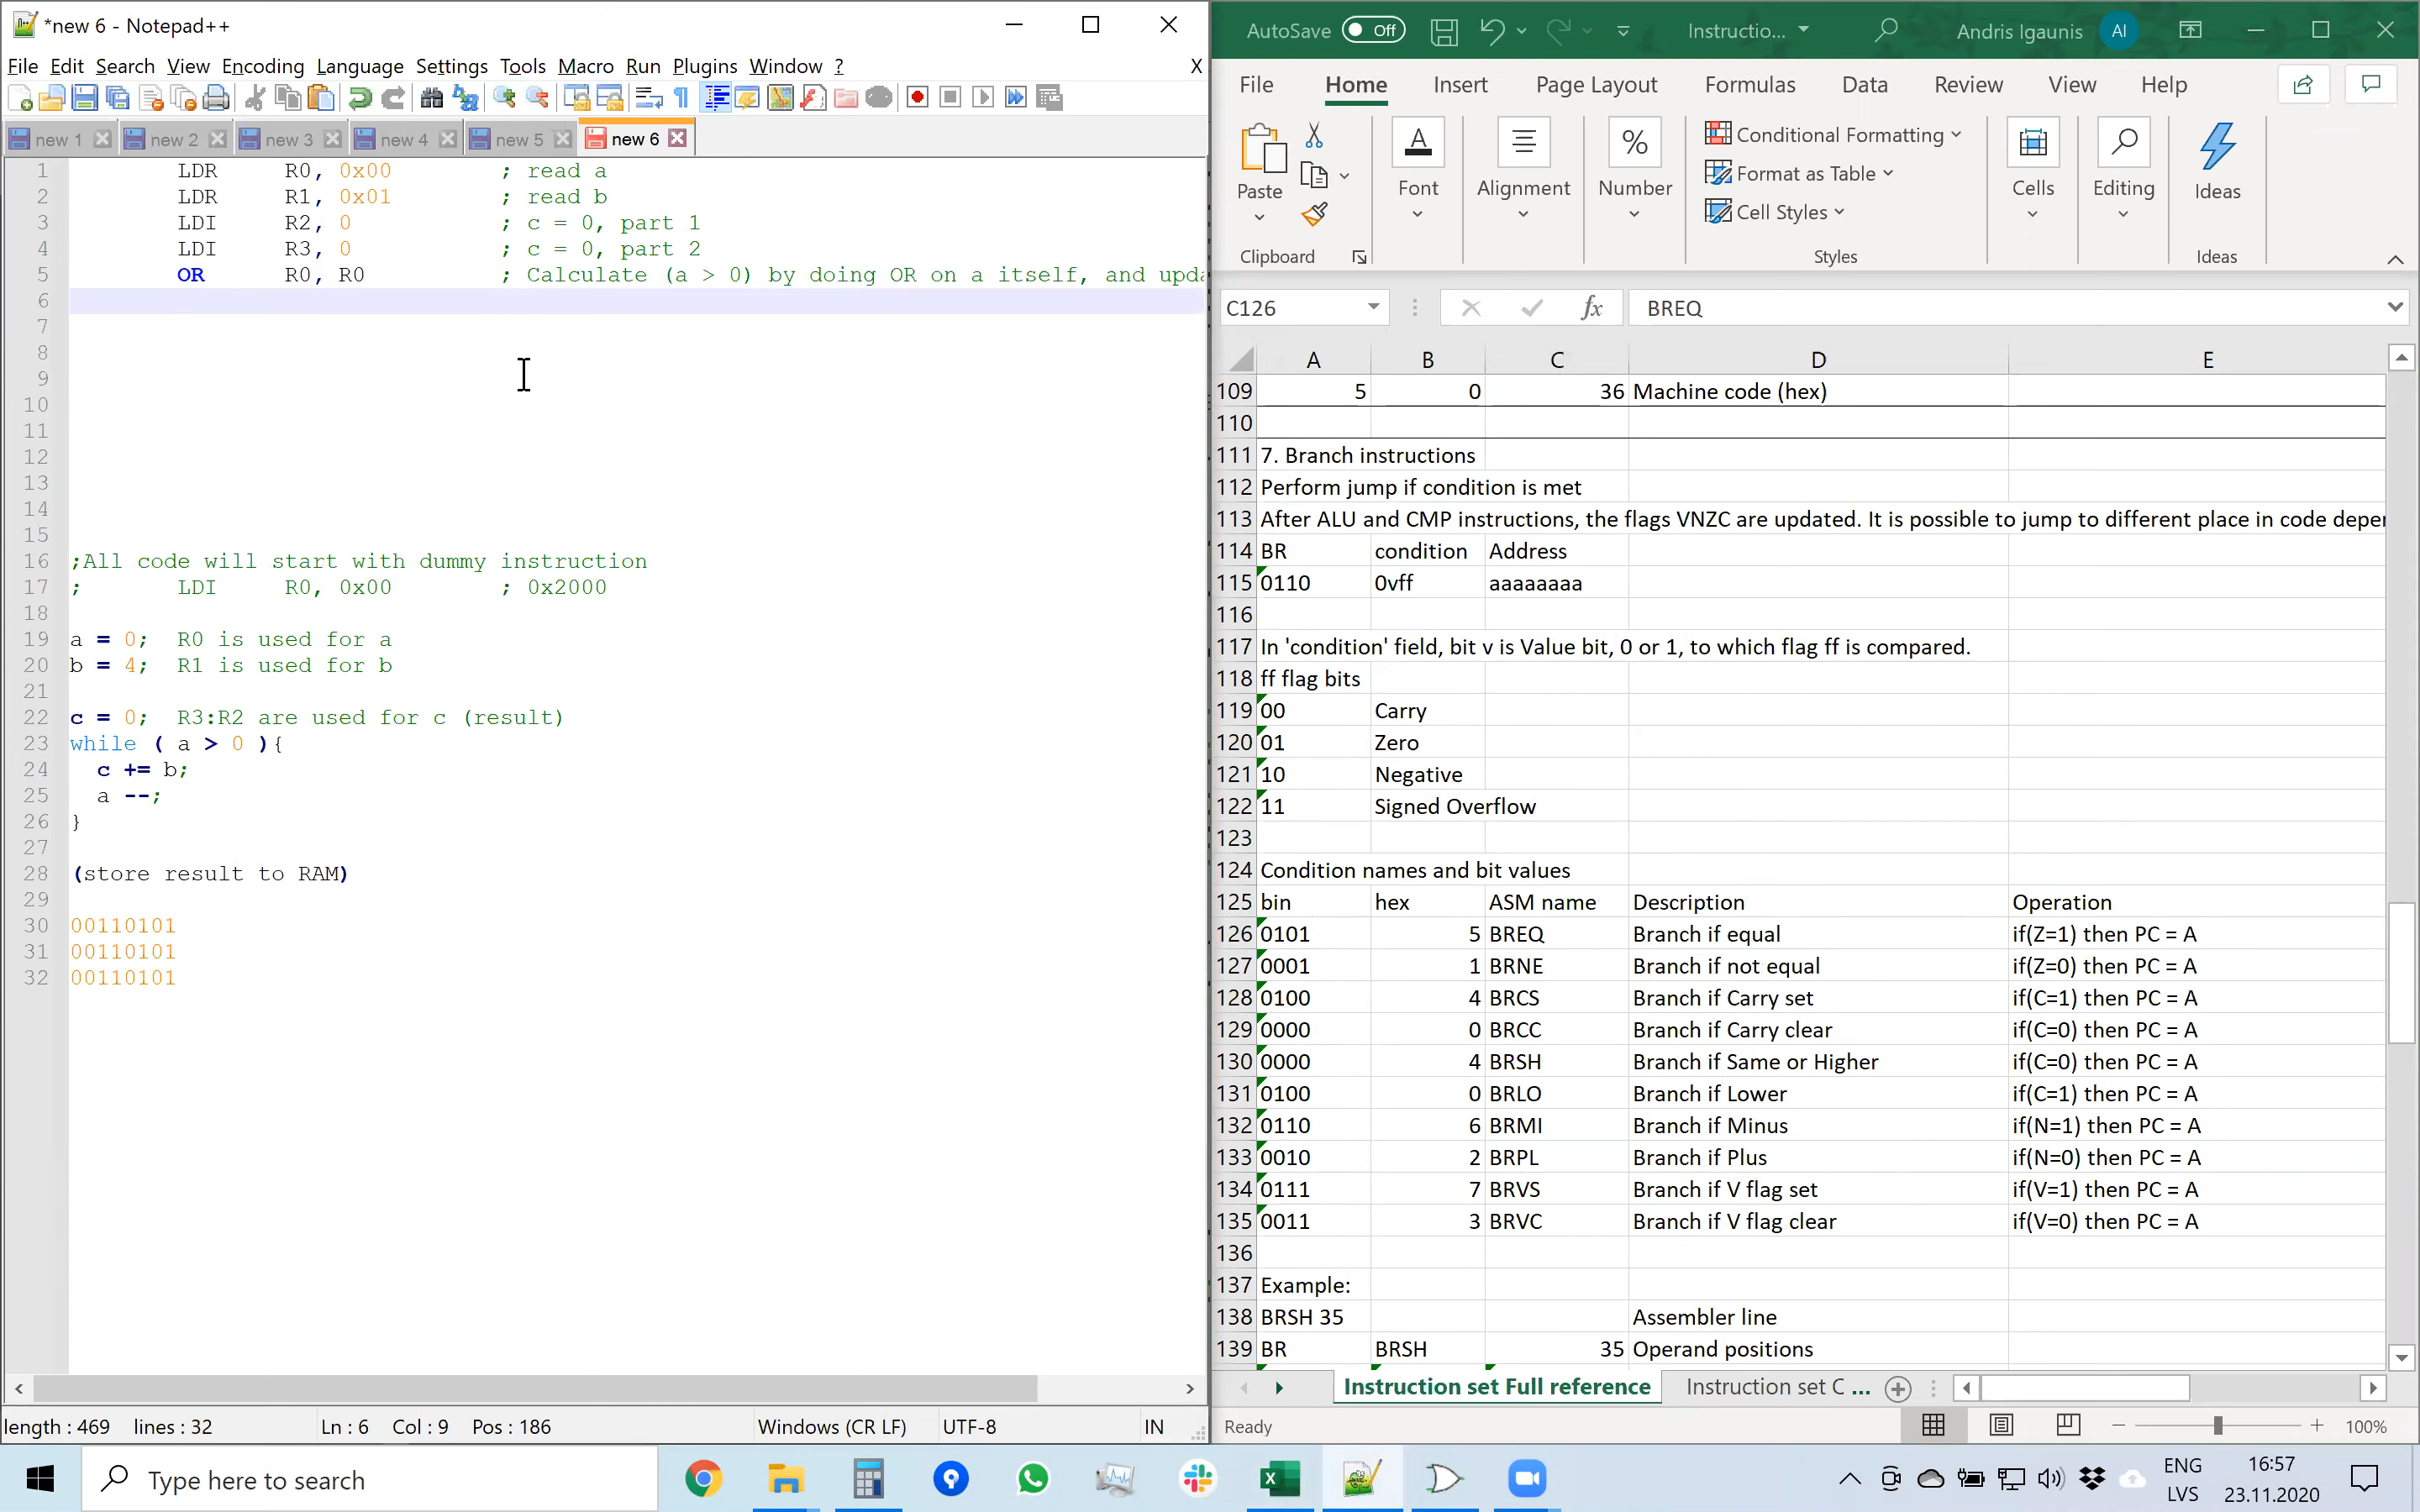 *new 6 - Notepad++
File Edit Search View Encoding Language Settings Tools Macro Run Plugins Window ? X
new 1 new 2 new 3 new 4 new 5 new 6
1 LDR R0, 0x00 ; read a
2 LDR R1, 0x01 ; read b
3 LDI R2, 0 ; c = 0, part 1
4 LDI R3, 0 ; c = 0, part 2
5 OR R0, R0 ; Calculate (a > 0) by doing OR on a itself, and upda
6
7
8
9
10
11
12
13
14
15
16 ;All code will start with dummy instruction
17 ; LDI R0, 0x00 ; 0x2000
18
19 a = 0; R0 is used for a
20 b = 4; R1 is used for b
21
22 c = 0; R3:R2 are used for c (result)
23 while ( a > 0 ){
24 c += b;
25 a --;
26 }
27
28 (store result to RAM)
29
30 00110101
31 00110101
32 00110101
length : 469 lines : 32 Ln : 6 Col : 9 Pos : 186 Windows (CR LF) UTF-8 IN
AutoSave Off Instructio... Andris Igaunis AI
File Home Insert Page Layout Formulas Data Review View Help
Paste Font Alignment Number Conditional Formatting Format as Table Cell Styles Cells Editing Ideas
Clipboard Styles Ideas
C126 fx BREQ
A B C D E
109 5 0 36 Machine code (hex)
110
111 7. Branch instructions
112 Perform jump if condition is met
113 After ALU and CMP instructions, the flags VNZC are updated. It is possible to jump to different place in code deper
114 BR condition Address
115 0110 0vff aaaaaaaa
116
117 In 'condition' field, bit v is Value bit, 0 or 1, to which flag ff is compared.
118 ff flag bits
119 00 Carry
120 01 Zero
121 10 Negative
122 11 Signed Overflow
123
124 Condition names and bit values
125 bin hex ASM name Description Operation
126 0101 5 BREQ Branch if equal if(Z=1) then PC = A
127 0001 1 BRNE Branch if not equal if(Z=0) then PC = A
128 0100 4 BRCS Branch if Carry set if(C=1) then PC = A
129 0000 0 BRCC Branch if Carry clear if(C=0) then PC = A
130 0000 4 BRSH Branch if Same or Higher if(C=0) then PC = A
131 0100 0 BRLO Branch if Lower if(C=1) then PC = A
132 0110 6 BRMI Branch if Minus if(N=1) then PC = A
133 0010 2 BRPL Branch if Plus if(N=0) then PC = A
134 0111 7 BRVS Branch if V flag set if(V=1) then PC = A
135 0011 3 BRVC Branch if V flag clear if(V=0) then PC = A
136
137 Example:
138 BRSH 35 Assembler line
139 BR BRSH 35 Operand positions
Instruction set Full reference Instruction set C ...
Ready 100%
Type here to search
ENG 16:57
LVS 23.11.2020